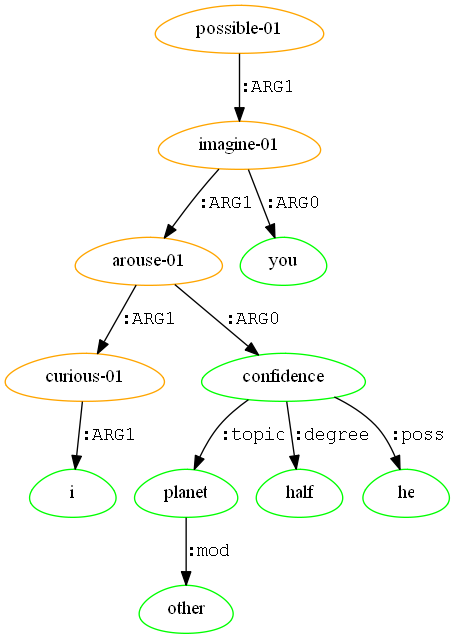 possible-01
:ARG1
imagine-01
:ARG1 :ARG0
arouse-01 you
:ARG1 :ARG0
curious-01 confidence
:ARG1 :topic :degree :poss
i planet half he
:mod
other